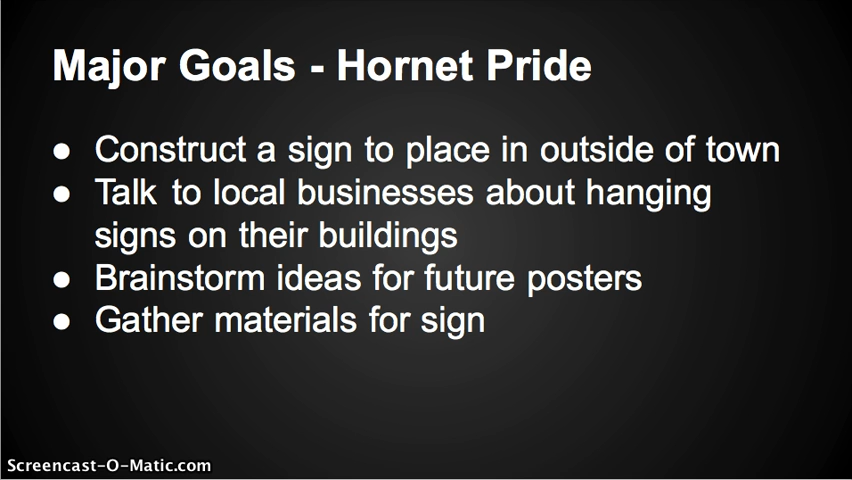 Major Goals - Hornet Pride
● Construct a sign to place in outside of town
● Talk to local businesses about hanging
signs on their buildings
● Brainstorm ideas for future posters
● Gather materials for sign
Screencast-O-Matic.com